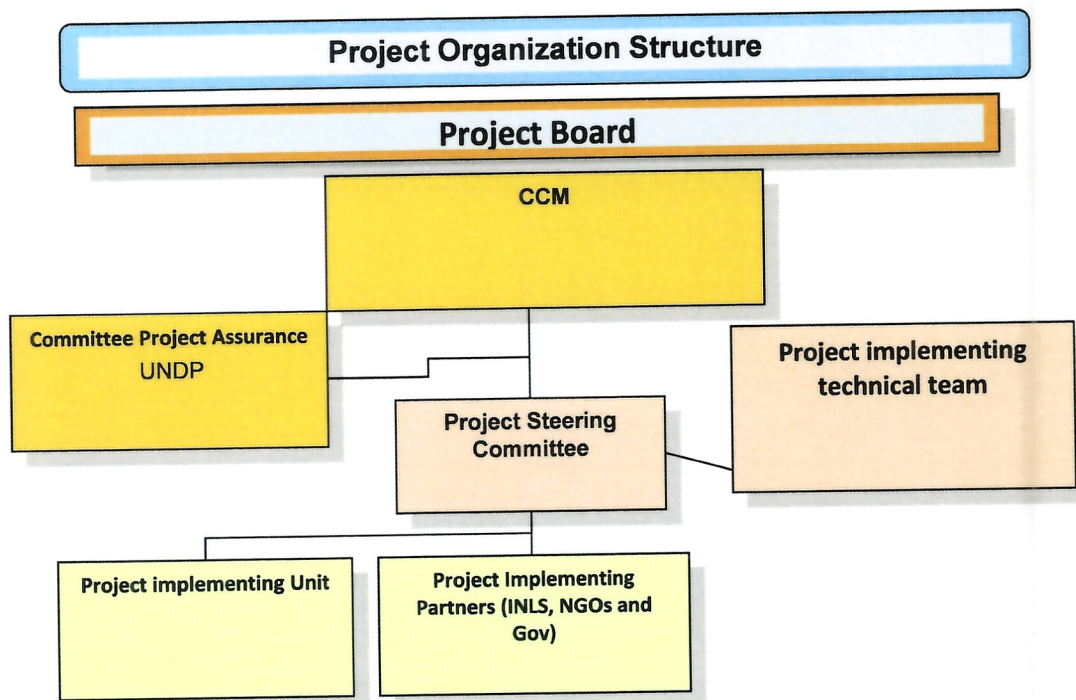 Project Organization Structure
Project Board
CCM
Committee Project Assurance
UNDP
Project implementing
technical team
Project Steering
Committee
Project implementing Unit
Project Implementing
Partners (INLS, NGOs and
Gov)